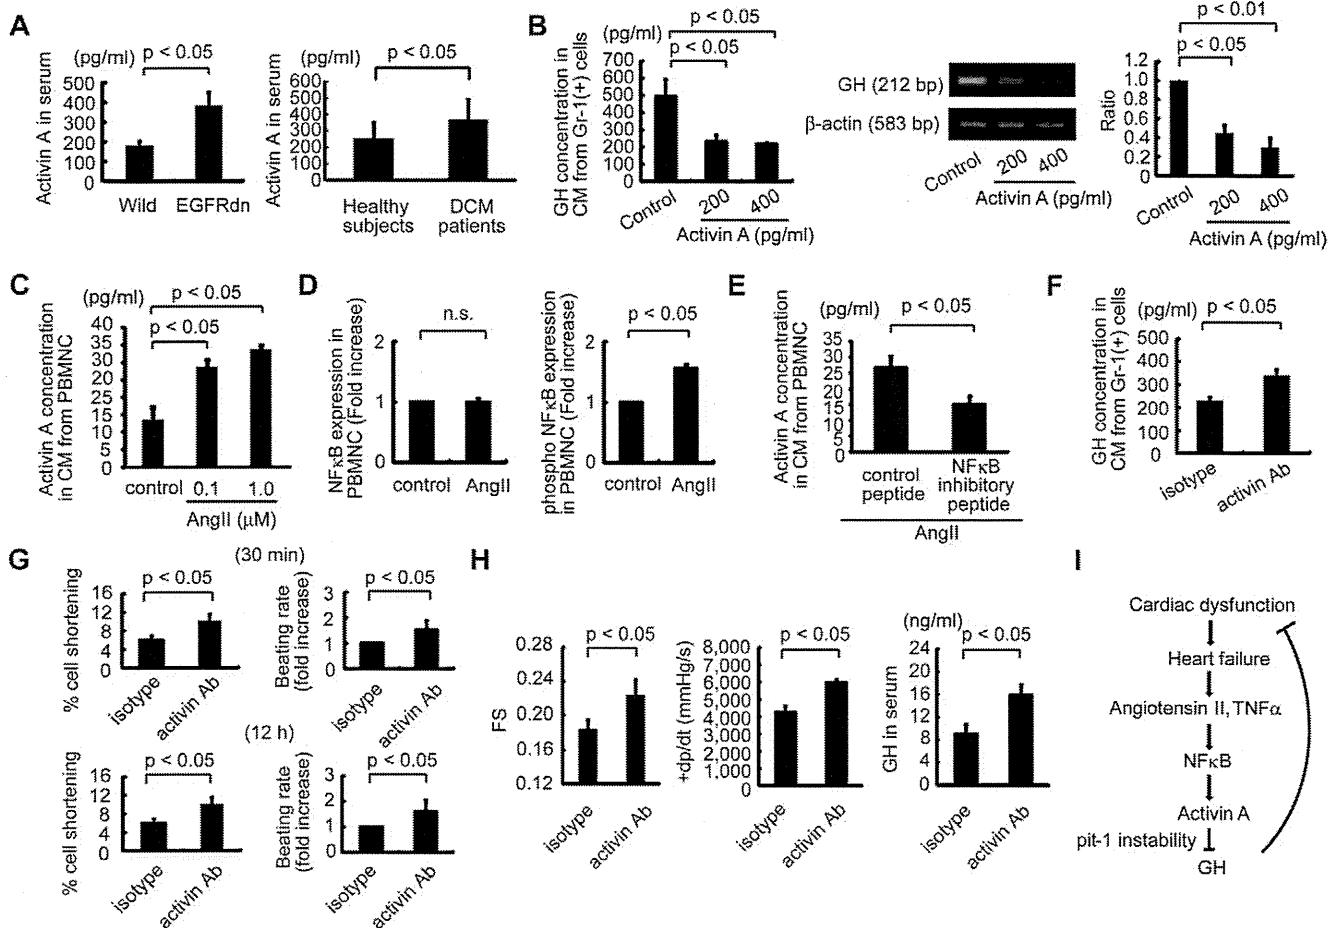 A
(pg/ml)
p < 0.05
Activin A in serum
500
400
300
200
100
0
Wild
EGFRdn
(pg/ml)
p < 0.05
Activin A in serum
600
500
400
300
200
100
0
Healthy
subjects
DCM
patients
B
(pg/ml)
p < 0.05
p < 0.05
GH concentration in
CM from Gr-1(+) cells
700
600
500
400
300
200
100
0
Control
200
400
Activin A (pg/ml)
GH (212 bp)
β-actin (583 bp)
Control
200
400
Activin A (pg/ml)
p < 0.01
p < 0.05
Ratio
1.2
1.0
0.8
0.6
0.4
0.2
Control
200
400
Activin A (pg/ml)
C
(pg/ml)
p < 0.05
p < 0.05
Activin A concentration
in CM from PBMNC
40
35
30
25
20
15
10
5
0
control
0.1
1.0
AngII (μM)
D
n.s.
NFκB expression in
PBMNC (Fold increase)
2
1
0
control
AngII
p < 0.05
phospho NFκB expression
in PBMNC (Fold increase)
2
1
0
control
AngII
E
(pg/ml)
p < 0.05
Activin A concentration
in CM from PBMNC
35
30
25
20
15
10
5
0
control
peptide
NFκB
inhibitory
peptide
AngII
F
(pg/ml)
p < 0.05
GH concentration in
CM from Gr-1(+) cells
500
400
300
200
100
0
isotype
activin Ab
G
(30 min)
p < 0.05
% cell shortening
16
12
8
4
0
isotype
activin Ab
p < 0.05
Beating rate
(fold increase)
3
2
1
0
isotype
activin Ab
(12 h)
p < 0.05
% cell shortening
16
12
8
4
0
isotype
activin Ab
p < 0.05
Beating rate
(fold increase)
3
2
1
0
isotype
activin Ab
H
p < 0.05
FS
0.28
0.24
0.20
0.16
0.12
isotype
activin Ab
p < 0.05
+dp/dt (mmHg/s)
8,000
7,000
6,000
5,000
4,000
3,000
2,000
1,000
0
isotype
activin Ab
(ng/ml)
p < 0.05
GH in serum
24
20
16
12
8
4
0
isotype
activin Ab
I
Cardiac dysfunction
Heart failure
Angiotensin II, TNFα
NFκB
Activin A
pit-1 instability
GH